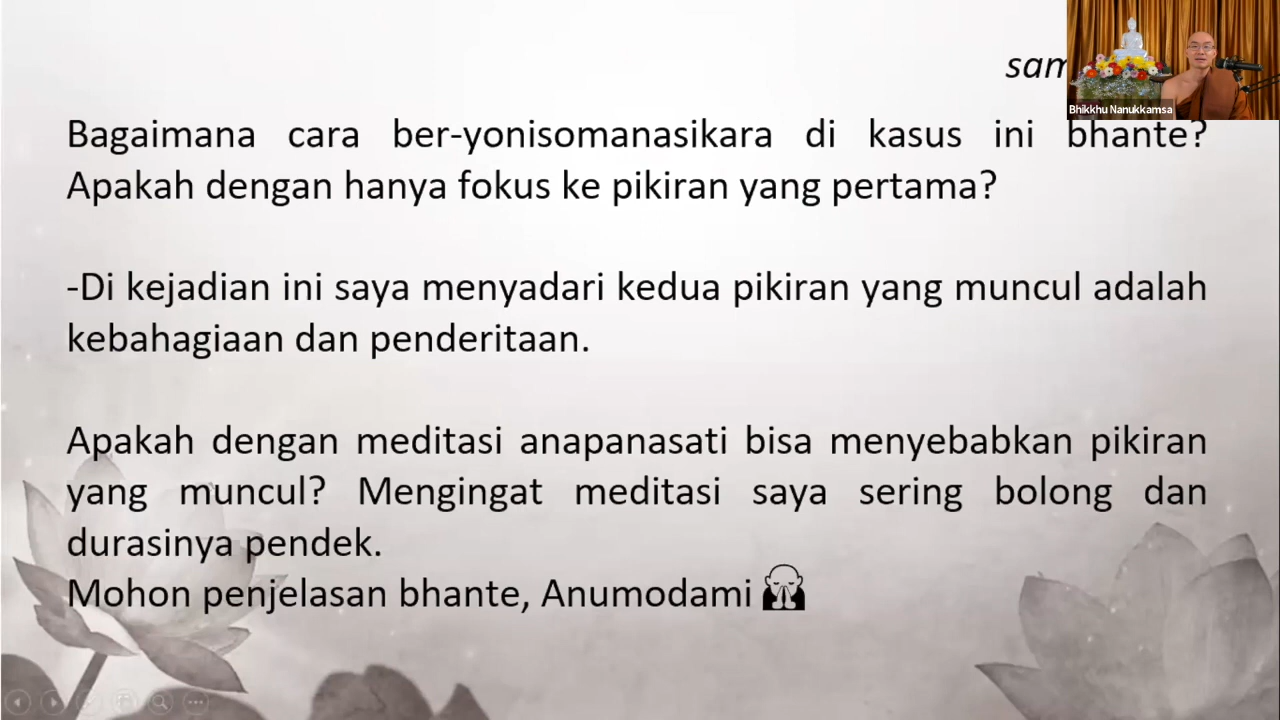 Bhikkhu Nanukkamsa
Bagaimana cara ber-yonisomanasikara di kasus ini bhante?
Apakah dengan hanya fokus ke pikiran yang pertama?
-Di kejadian ini saya menyadari kedua pikiran yang muncul adalah
kebahagiaan dan penderitaan.
Apakah dengan meditasi anapanasati bisa menyebabkan pikiran
yang muncul? Mengingat meditasi saya sering bolong dan
durasinya pendek.
Mohon penjelasan bhante, Anumodami